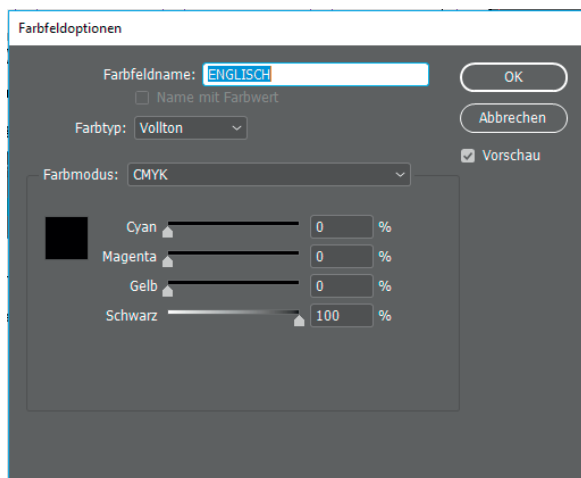 Farbfeldoptionen
Farbfeldname: ENGLISCH
Name mit Farbwert
Farbtyp: Vollton
Farbmodus: CMYK
Cyan 0 %
Magenta 0 %
Gelb 0 %
Schwarz 100 %
OK
Abbrechen
Vorschau